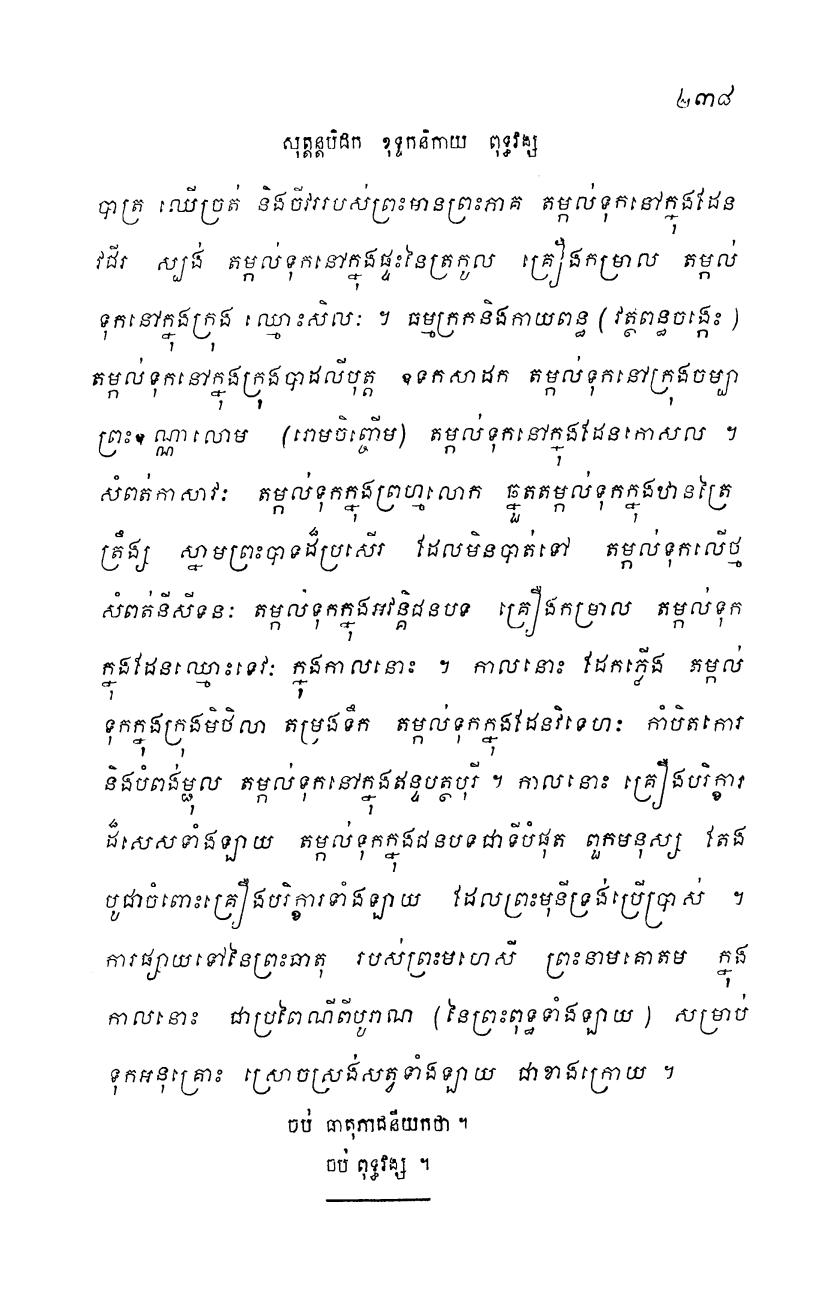 ២៣៨
សុត្តន្តបិដក ខុទ្ទកនិកាយ ពុទ្ធវង្ស
បាត្រ ឈើច្រត់ និងចីវររបស់ព្រះមានព្រះភាគ តម្កល់ទុកនៅក្នុងដែន
វជីរ ស្បង់ តម្កល់ទុកនៅក្នុងផ្ទះនៃត្រកូល គ្រឿងកម្រាល តម្កល់
ទុកនៅក្នុងក្រុង ឈ្មោះសិលៈ ។ ធម្មក្រកនិងកាយពន្ធ (វត្ថពន្ធចង្កេះ)
តម្កល់ទុកនៅក្នុងក្រុងបាដលីបុត្ត ឧទកសាដក តម្កល់ទុកនៅក្រុងចម្បា
ព្រះឧណ្ណាលោម (រោមចិញ្ចើម) តម្កល់ទុកនៅក្នុងដែនកោសល ។
សំពត់កាសាវៈ តម្កល់ទុកក្នុងព្រហ្មលោក ធ្នួតតម្កល់ទុកក្នុងឋានត្រៃ
ត្រឹង្ស ស្នាមព្រះបាទដ៏ប្រសើរ ដែលមិនបាត់ទៅ តម្កល់ទុកលើថ្ម
សំពត់និសីទនៈ តម្កល់ទុកក្នុងអវន្តិជនបទ គ្រឿងកម្រាល តម្កល់ទុក
ក្នុងដែនឈ្មោះទេវៈ ក្នុងកាលនោះ ។ កាលនោះ ដែកភ្លើង តម្កល់
ទុកក្នុងក្រុងមិថិលា តម្រងទឹក តម្កល់ទុកក្នុងដែនវិទេហៈ កាំបិតកោរ
និងបំពង់ម្ជុល តម្កល់ទុកនៅក្នុងឥន្ទបត្ថបុរី ។ កាលនោះ គ្រឿងបរិក្ខារ
ដ៏សេសទាំងឡាយ តម្កល់ទុកក្នុងជនបទជាទីបំផុត ពួកមនុស្ស តែង
បូជាចំពោះគ្រឿងបរិក្ខារទាំងឡាយ ដែលព្រះមុនីទ្រង់ប្រើប្រាស់ ។
ការផ្សាយទៅនៃព្រះធាតុ របស់ព្រះមហេសី ព្រះនាមគោតម ក្នុង
កាលនោះ ជាប្រពៃណីពីបូរាណ (នៃព្រះពុទ្ធទាំងឡាយ) សម្រាប់
ទុកអនុគ្រោះ ស្រោចស្រង់សត្វទាំងឡាយ ជាខាងក្រោយ ។
ចប់ ធាតុភាជនីយកថា ។
ចប់ ពុទ្ធវង្ស ។